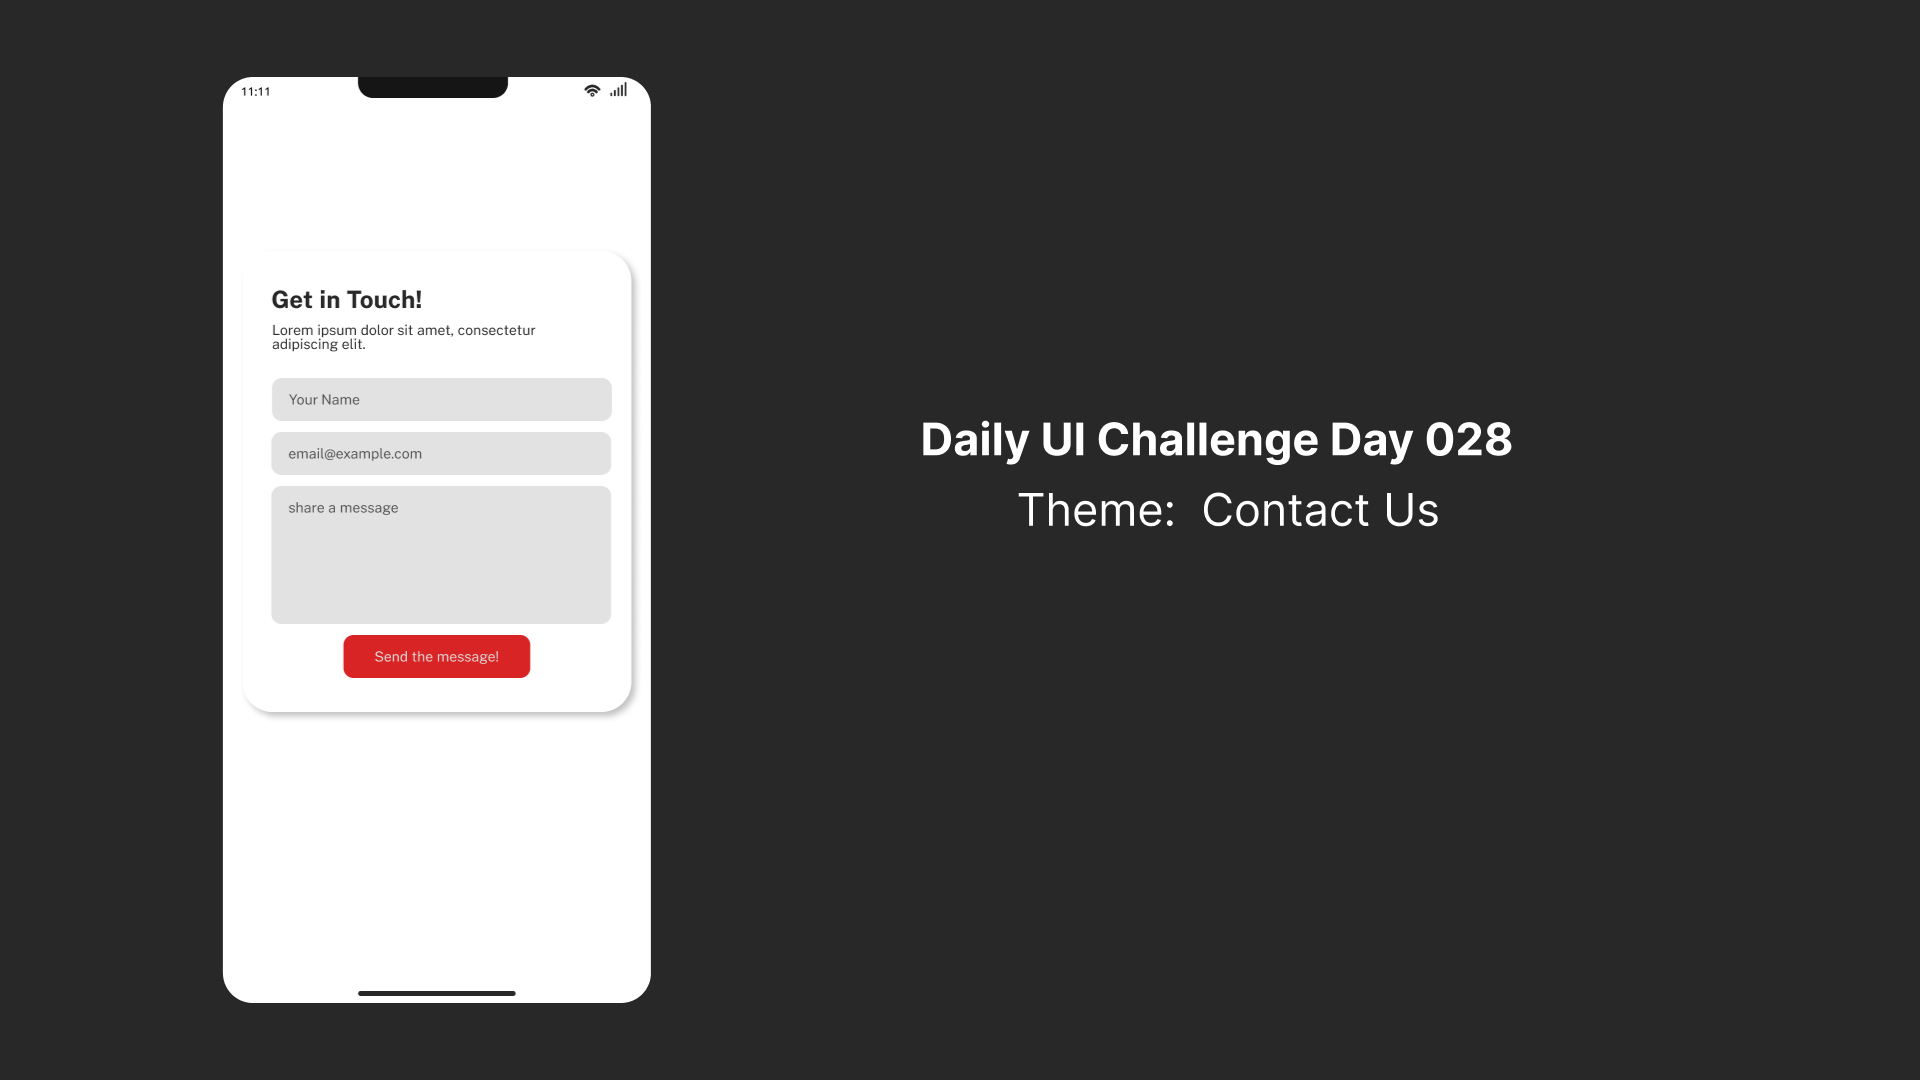 11:11
Get in Touch!
Lorem ipsum dolor sit amet, consectetur
adipiscing elit.
Your Name
email@example.com
share a message
Send the message!
Daily UI Challenge Day 028
Theme: Contact Us